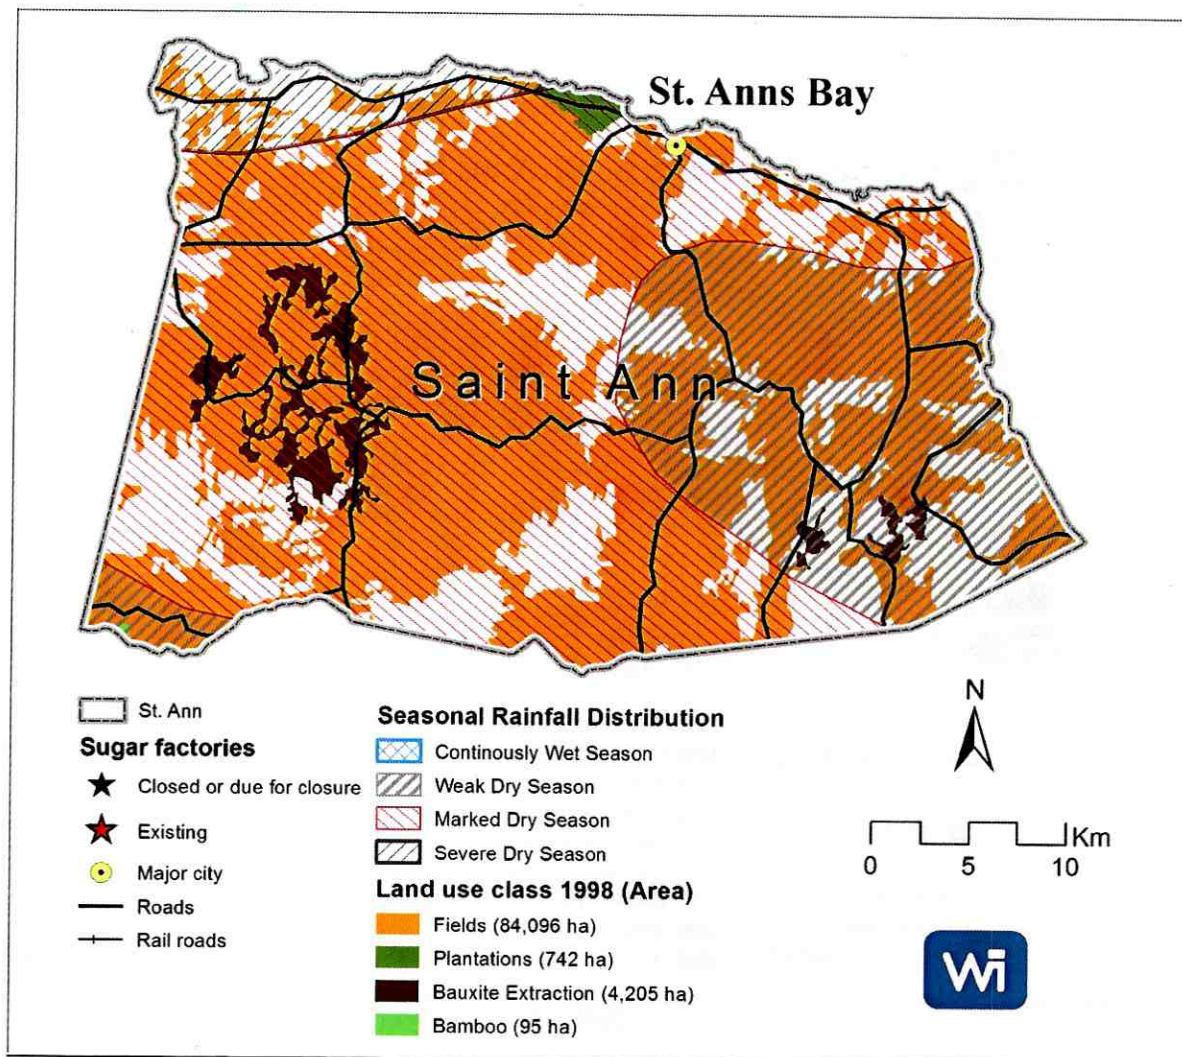 St. Anns Bay
Saint Ann
St. Ann
Sugar factories
Closed or due for closure
Existing
Major city
Roads
Rail roads
Seasonal Rainfall Distribution
Continously Wet Season
Weak Dry Season
Marked Dry Season
Severe Dry Season
Land use class 1998 (Area)
Fields (84,096 ha)
Plantations (742 ha)
Bauxite Extraction (4,205 ha)
Bamboo (95 ha)
N
Km
0 5 10
Wi